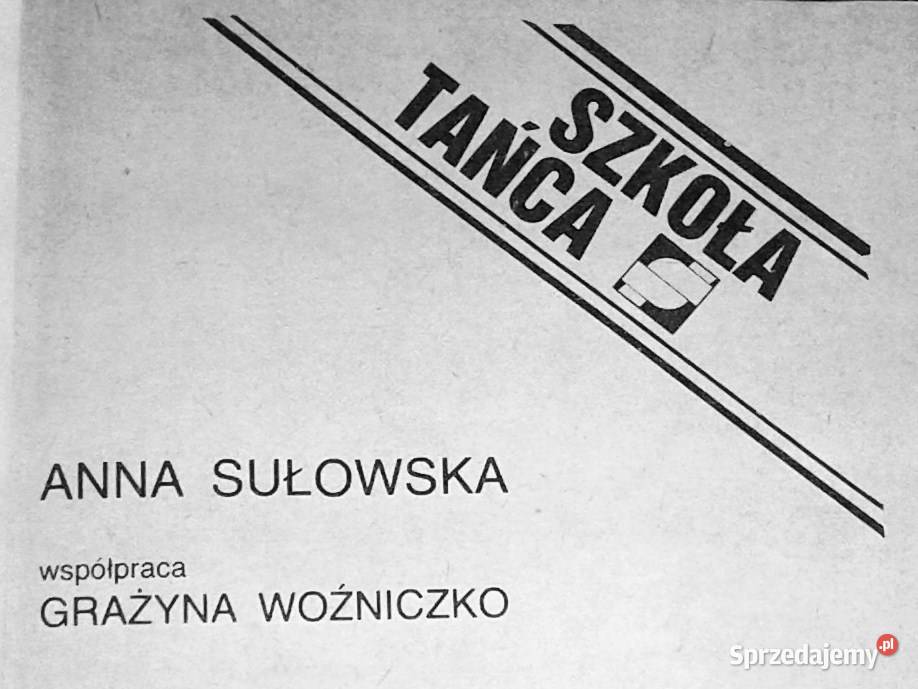 SZKOŁA
TAŃCA
ANNA SUŁOWSKA
współpraca
GRAŻYNA WOŹNICZKO
Sprzedajemy.pl